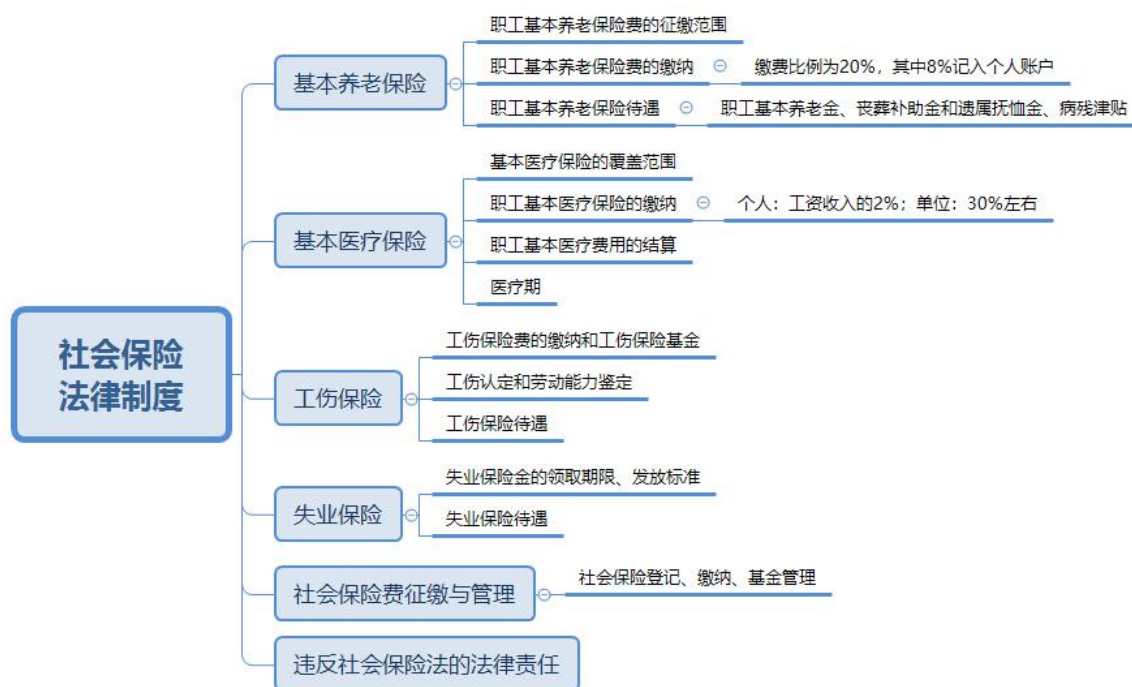 社会保险
法律制度
基本养老保险
职工基本养老保险费的征缴范围
职工基本养老保险费的缴纳
缴费比例为20%，其中8%记入个人账户
职工基本养老保险待遇
职工基本养老金、丧葬补助金和遗属抚恤金、病残津贴
基本医疗保险
基本医疗保险的覆盖范围
职工基本医疗保险的缴纳
个人：工资收入的2%；单位：30%左右
职工基本医疗费用的结算
医疗期
工伤保险
工伤保险费的缴纳和工伤保险基金
工伤认定和劳动能力鉴定
工伤保险待遇
失业保险
失业保险金的领取期限、发放标准
失业保险待遇
社会保险费征缴与管理
社会保险登记、缴纳、基金管理
违反社会保险法的法律责任